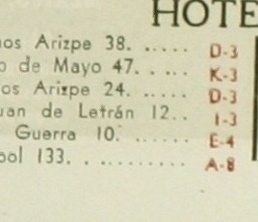 HOTE
os Arizpe 38. ..... D-3
o de Mayo 47. .... K-3
os Arizpe 24. ..... D-3
uan de Letrán 12.. I-3
Guerra 10. ..... E-4
ool 133. .......... A-8